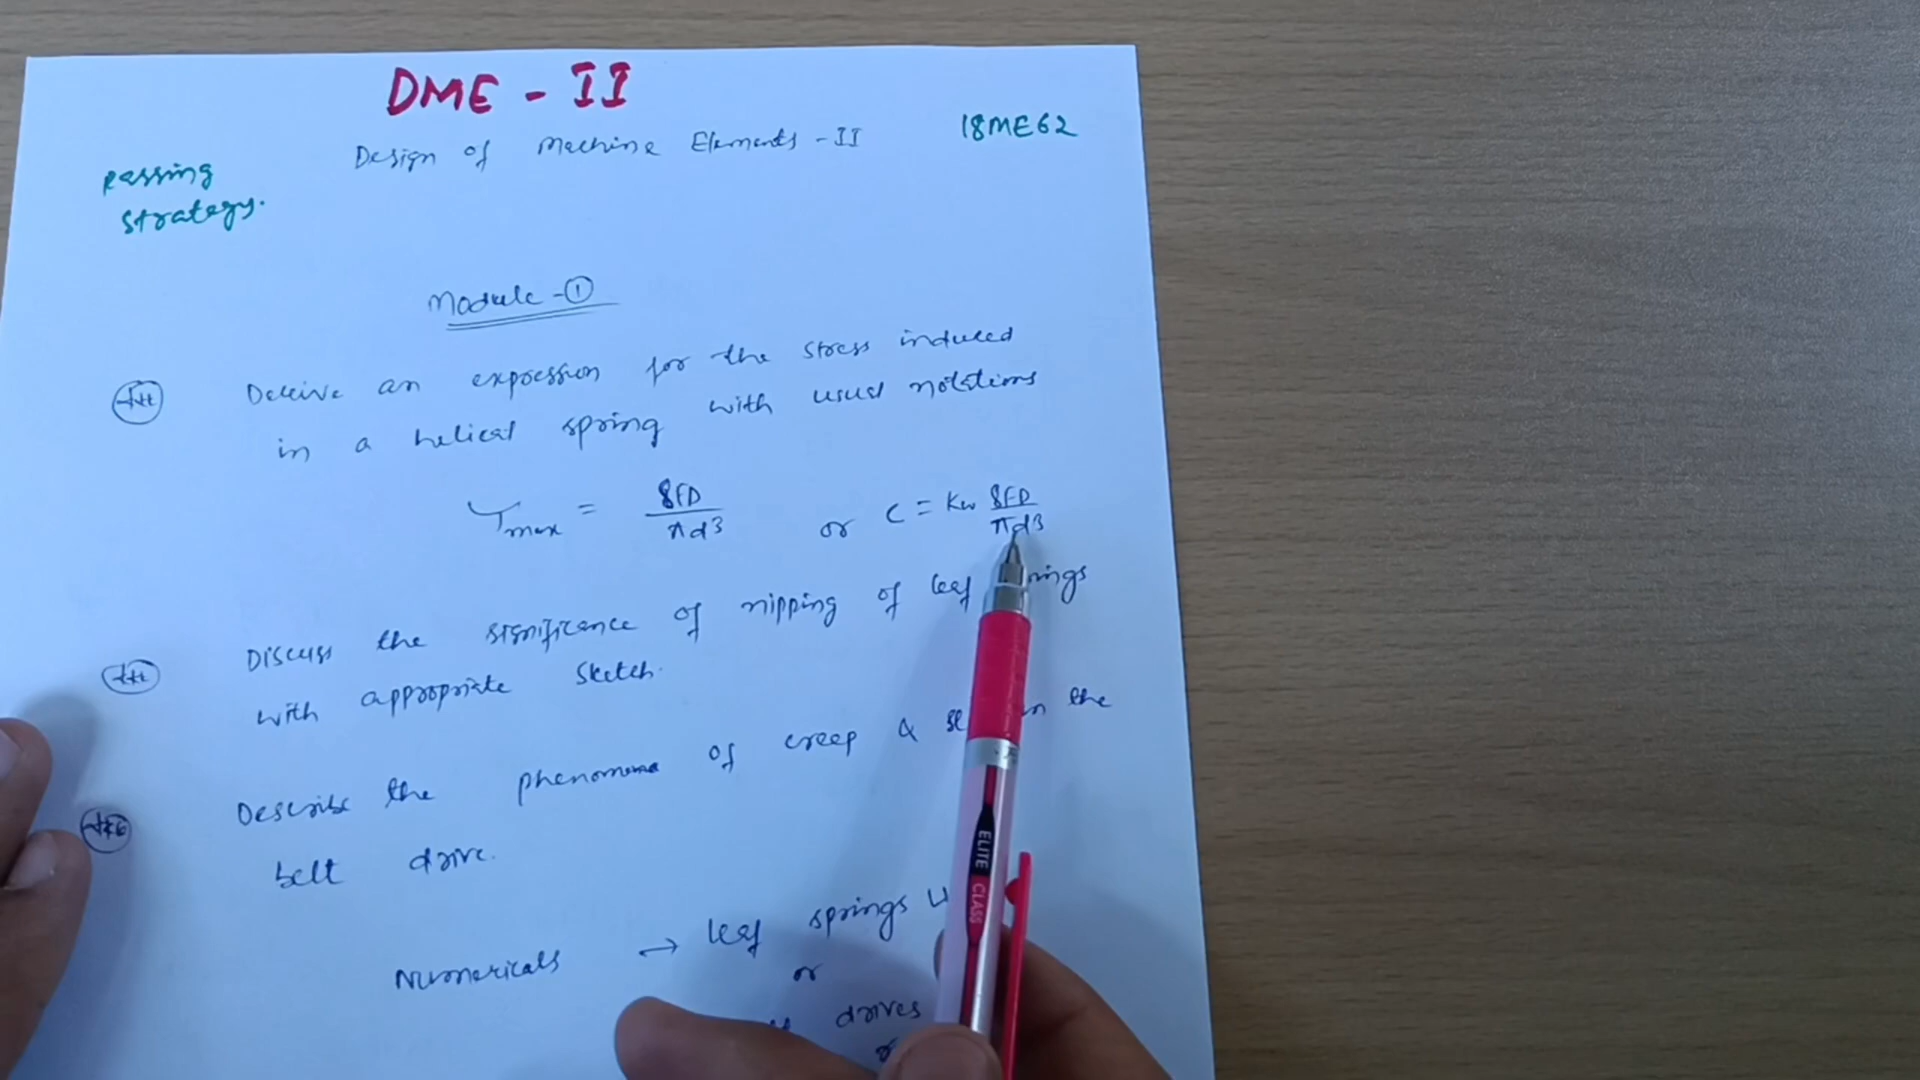 DME - II
Design of Machine Elements - II
18ME62
passing
strategy.
Module - ①
Derive an expression for the stress induced
in a helical spring with usual notations
τmax = 8FD / πd3 or τ = Kw 8FD / πd3
Discuss the significance of nipping of leaf
with appropriate sketch.
Describe the phenomena of creep & the
belt drive.
Numericals → leaf springs
or
drives
ELITE CLASS